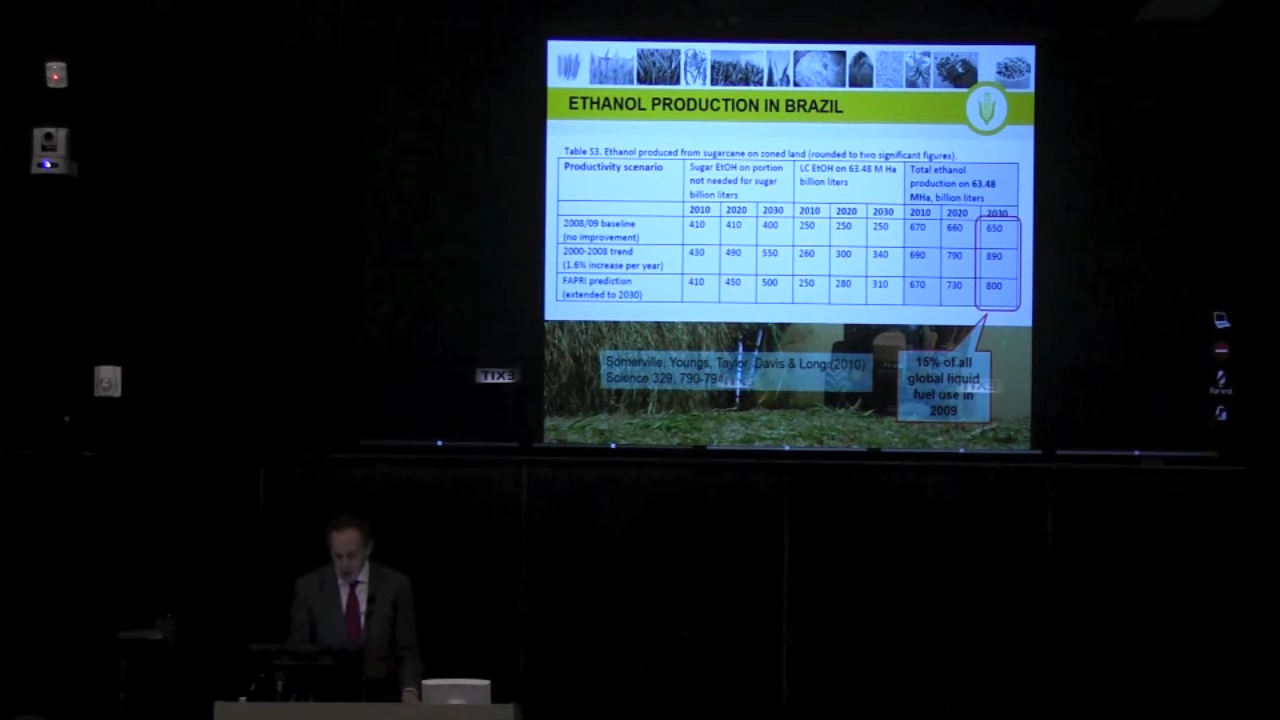 ETHANOL PRODUCTION IN BRAZIL
Table S3. Ethanol produced from sugarcane on zoned land (rounded to two significant figures).
Productivity scenario
Sugar EtOH on portion
not needed for sugar
billion liters
LC EtOH on 63.48 M Ha
billion liters
Total ethanol
production on 63.48
MHa, billion liters
2010 2020 2030 2010 2020 2030 2010 2020 2030
2008/09 baseline
(no improvement)
410 410 400 250 250 250 670 660 650
2000-2008 trend
(1.6% increase per year)
430 490 550 260 300 340 690 790 890
FAPRI prediction
(extended to 2030)
410 450 500 250 280 310 670 730 800
Somerville, Youngs, Taylor, Davis & Long (2010)
Science 329, 790-794
15% of all
global liquid
fuel use in
2009
EXIT
EXIT
Far end